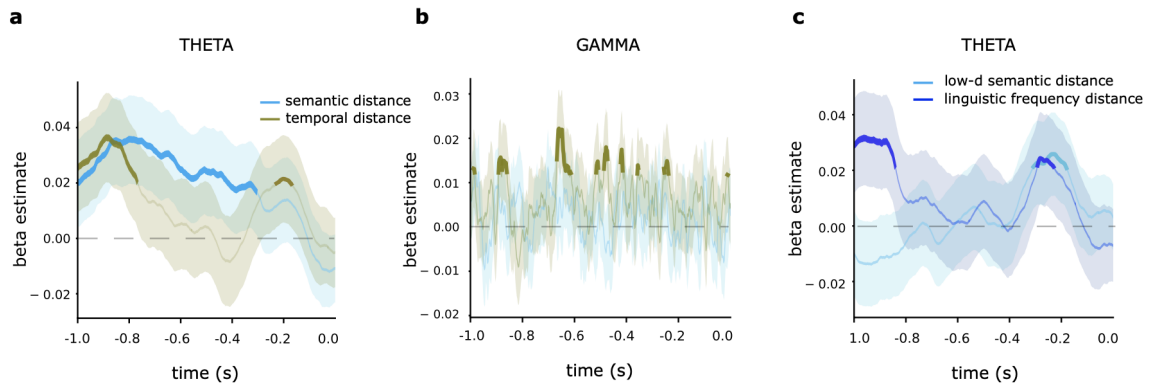 a
THETA
semantic distance
temporal distance
beta estimate
0.04
0.02
0.00
− 0.02
-1.0 -0.8 -0.6 -0.4 -0.2 0.0
time (s)
b
GAMMA
beta estimate
0.03
0.02
0.01
0.00
− 0.01
− 0.02
-1.0 -0.8 -0.6 -0.4 -0.2 0.0
time (s)
c
THETA
low-d semantic distance
linguistic frequency distance
beta estimate
0.04
0.02
0.00
− 0.02
1.0 -0.8 -0.6 -0.4 -0.2 0.0
time (s)